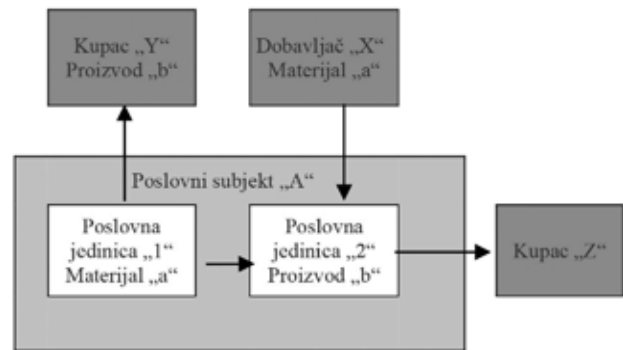 Kupac „Y“
Proizvod „b“
Dobavljač „X“
Materijal „a“
Poslovni subjekt „A“
Poslovna
jedinica „1“
Materijal „a“
Poslovna
jedinica „2“
Proizvod „b“
Kupac „Z“